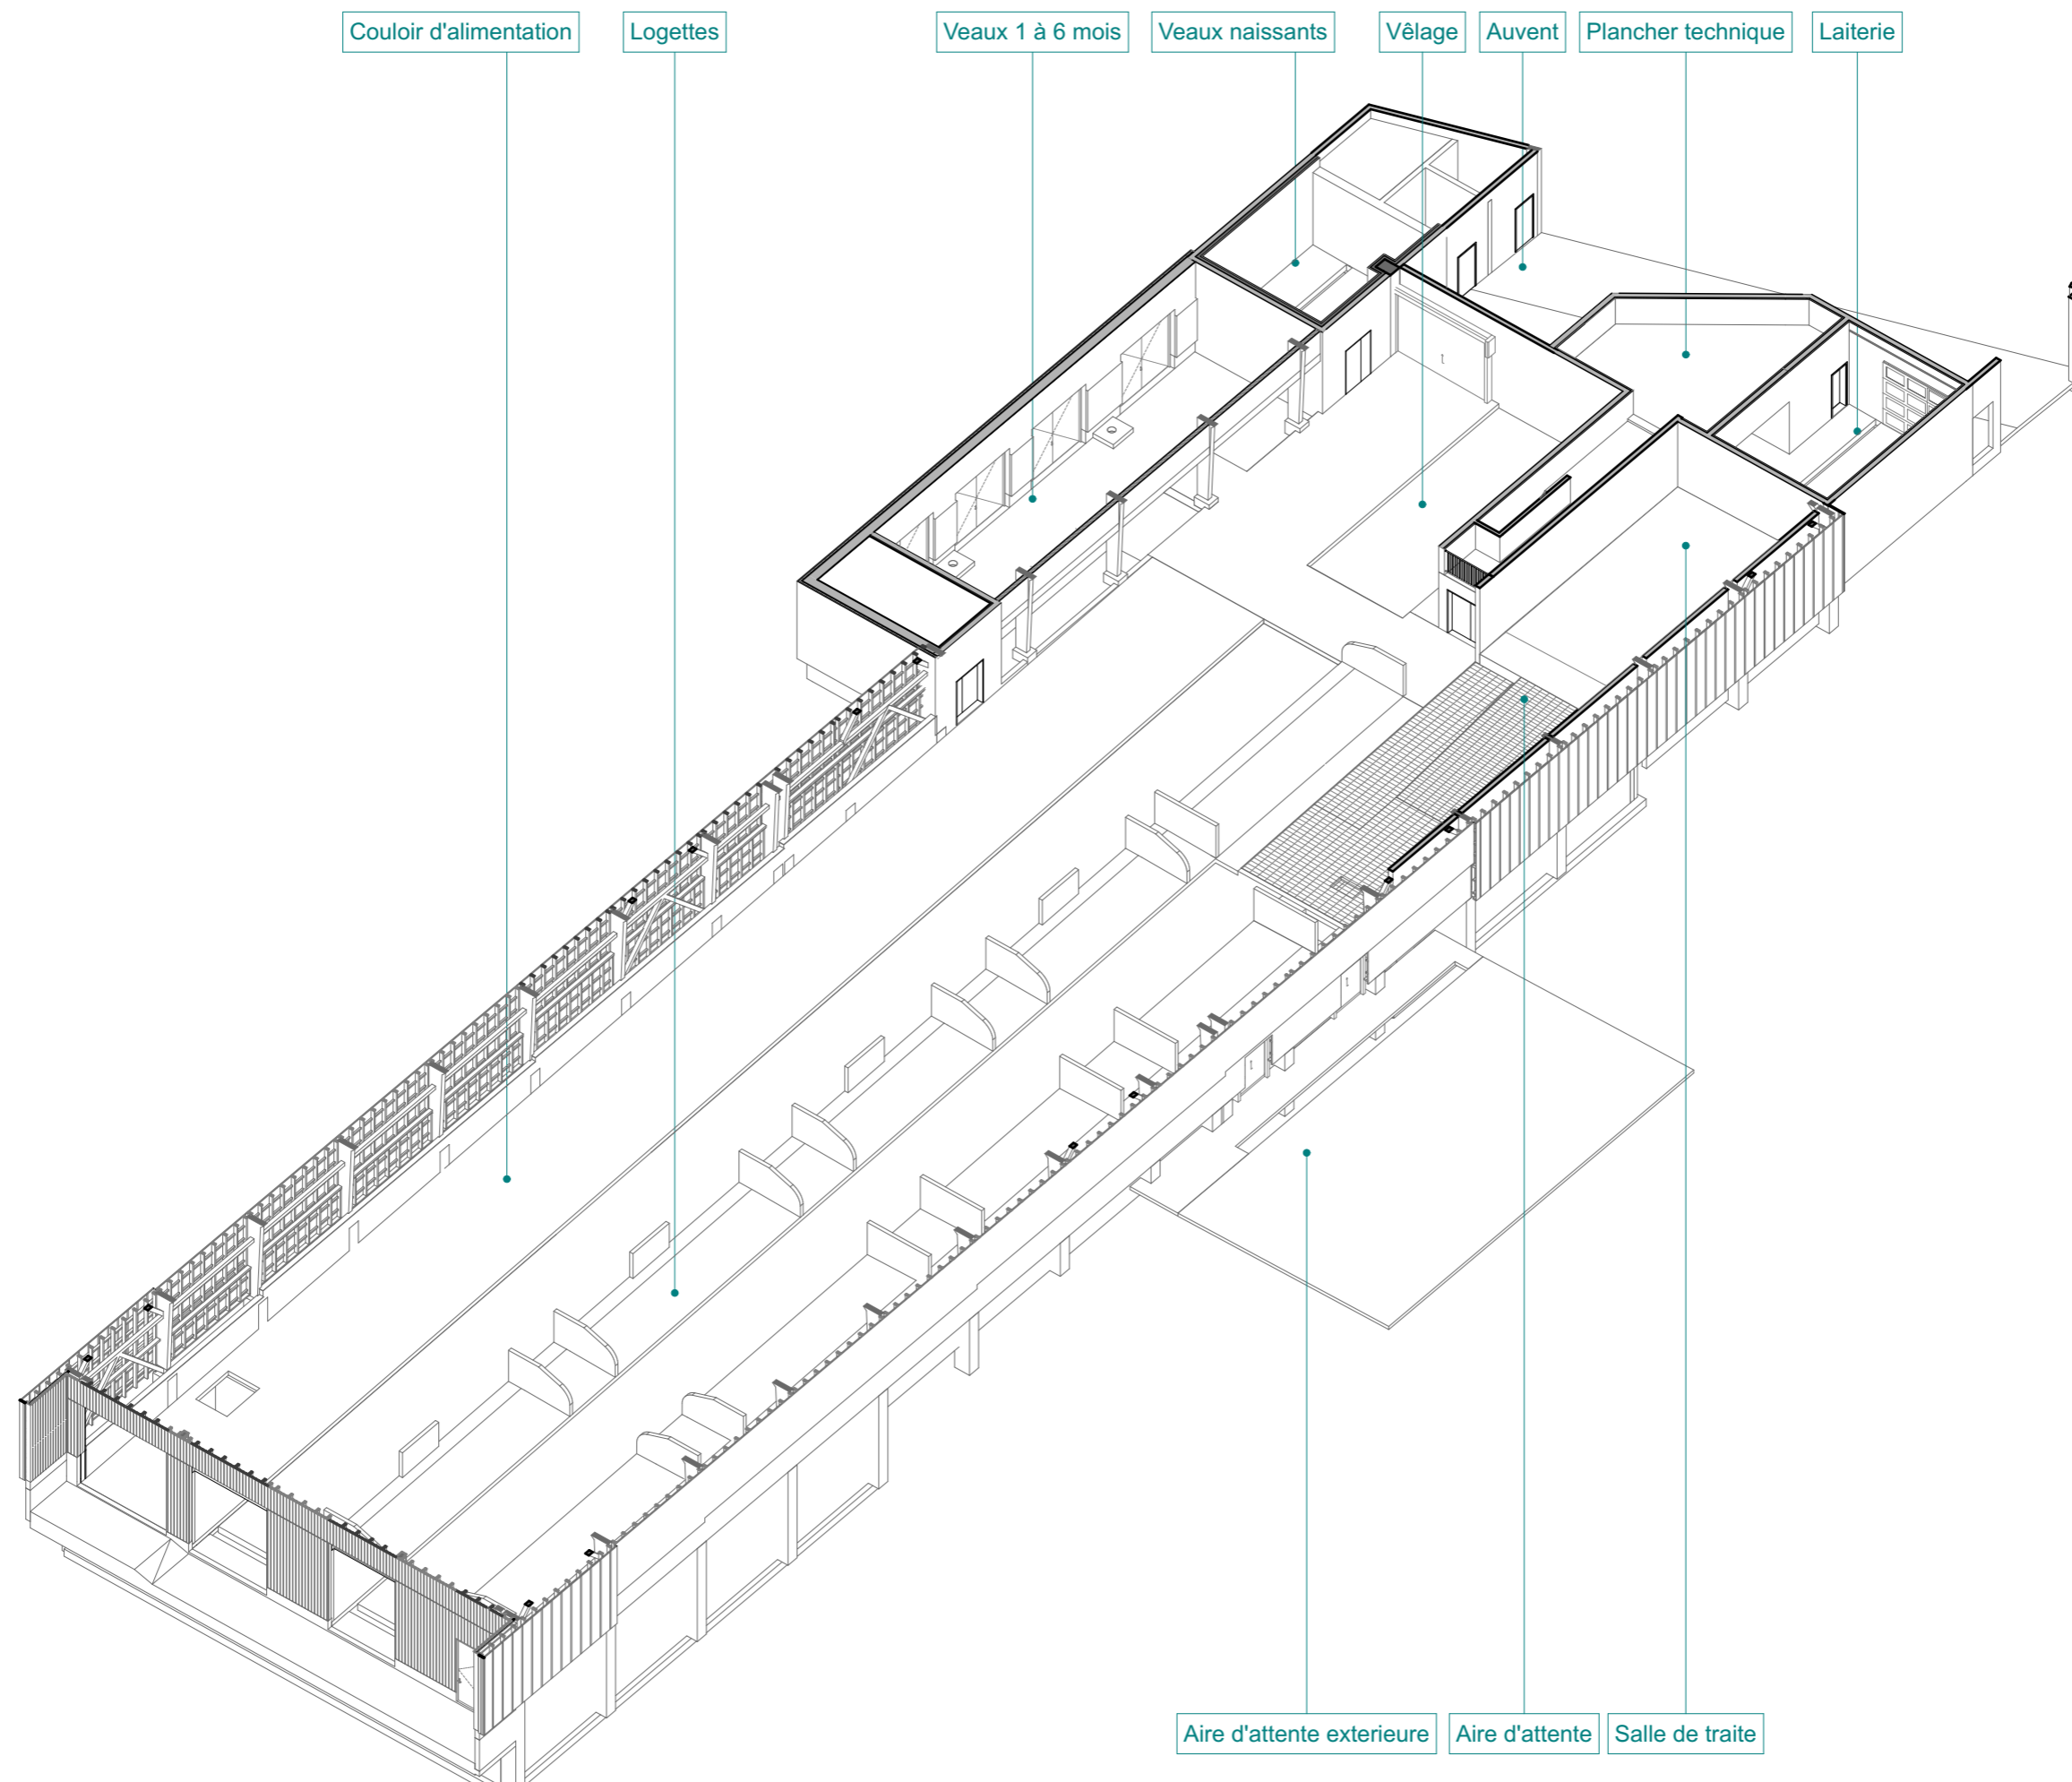 Couloir d'alimentation
Logettes
Veaux 1 à 6 mois
Veaux naissants
Vêlage
Auvent
Plancher technique
Laiterie
Aire d'attente exterieure
Aire d'attente
Salle de traite